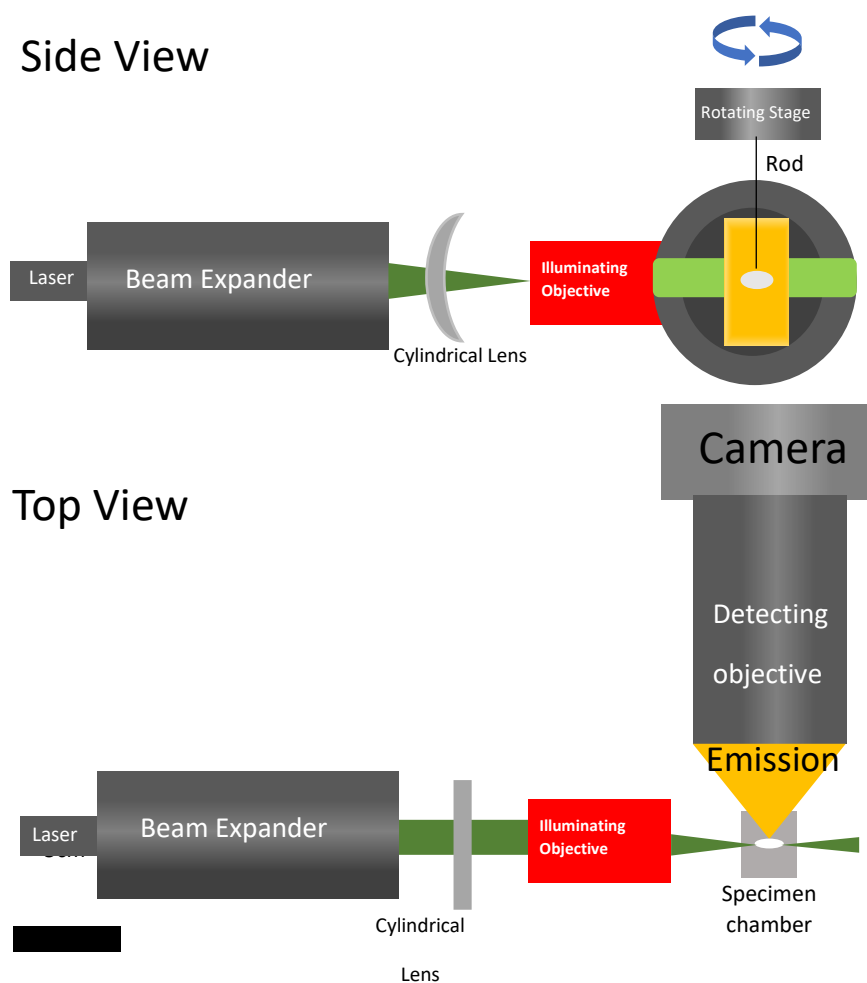 Side View
Rotating Stage
Rod
Laser
Beam Expander
Illuminating
Objective
Cylindrical Lens
Camera
Top View
Detecting
objective
Emission
Laser
Beam Expander
Illuminating
Objective
Specimen
chamber
Cylindrical
Lens